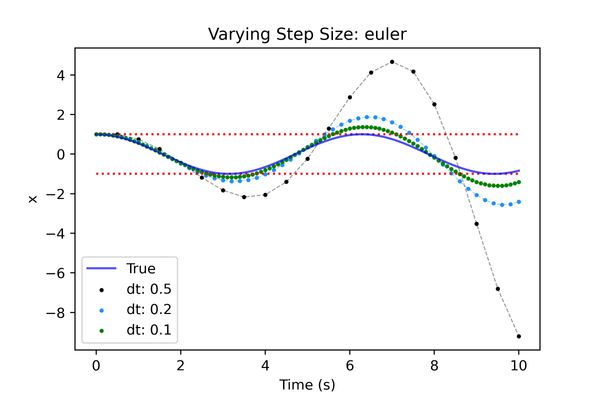 Varying Step Size: euler
4
2
0
−2
−4
−6
−8
x
True
dt: 0.5
dt: 0.2
dt: 0.1
0
2
4
6
8
10
Time (s)